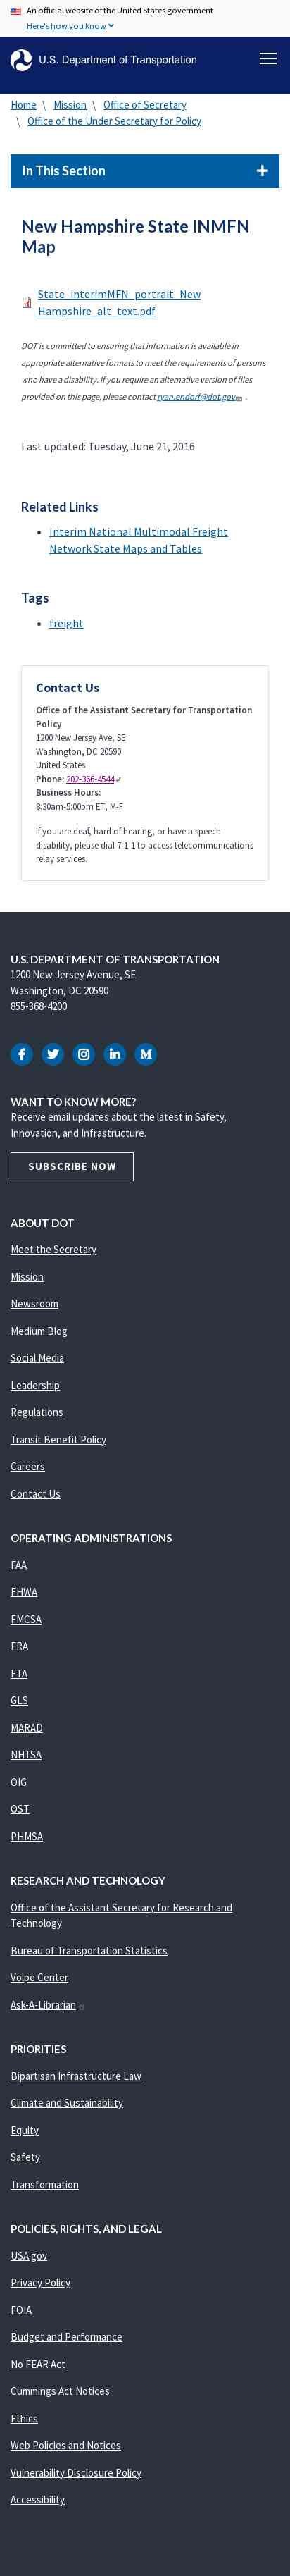 An official website of the United States government
Here's how you know
U.S. Department of Transportation
Home \ Mission \ Office of Secretary
\ Office of the Under Secretary for Policy
In This Section
New Hampshire State INMFN
Map
State_interimMFN_portrait_New
Hampshire_alt_text.pdf
DOT is committed to ensuring that information is available in
appropriate alternative formats to meet the requirements of persons
who have a disability. If you require an alternative version of files
provided on this page, please contact ryan.endorf@dot.gov .
Last updated: Tuesday, June 21, 2016
Related Links
• Interim National Multimodal Freight
Network State Maps and Tables
Tags
• freight
Contact Us
Office of the Assistant Secretary for Transportation
Policy
1200 New Jersey Ave, SE
Washington, DC 20590
United States
Phone: 202-366-4544
Business Hours:
8:30am-5:00pm ET, M-F
If you are deaf, hard of hearing, or have a speech
disability, please dial 7-1-1 to access telecommunications
relay services.
U.S. DEPARTMENT OF TRANSPORTATION
1200 New Jersey Avenue, SE
Washington, DC 20590
855-368-4200
WANT TO KNOW MORE?
Receive email updates about the latest in Safety,
Innovation, and Infrastructure.
SUBSCRIBE NOW
ABOUT DOT
Meet the Secretary
Mission
Newsroom
Medium Blog
Social Media
Leadership
Regulations
Transit Benefit Policy
Careers
Contact Us
OPERATING ADMINISTRATIONS
FAA
FHWA
FMCSA
FRA
FTA
GLS
MARAD
NHTSA
OIG
OST
PHMSA
RESEARCH AND TECHNOLOGY
Office of the Assistant Secretary for Research and
Technology
Bureau of Transportation Statistics
Volpe Center
Ask-A-Librarian
PRIORITIES
Bipartisan Infrastructure Law
Climate and Sustainability
Equity
Safety
Transformation
POLICIES, RIGHTS, AND LEGAL
USA.gov
Privacy Policy
FOIA
Budget and Performance
No FEAR Act
Cummings Act Notices
Ethics
Web Policies and Notices
Vulnerability Disclosure Policy
Accessibility